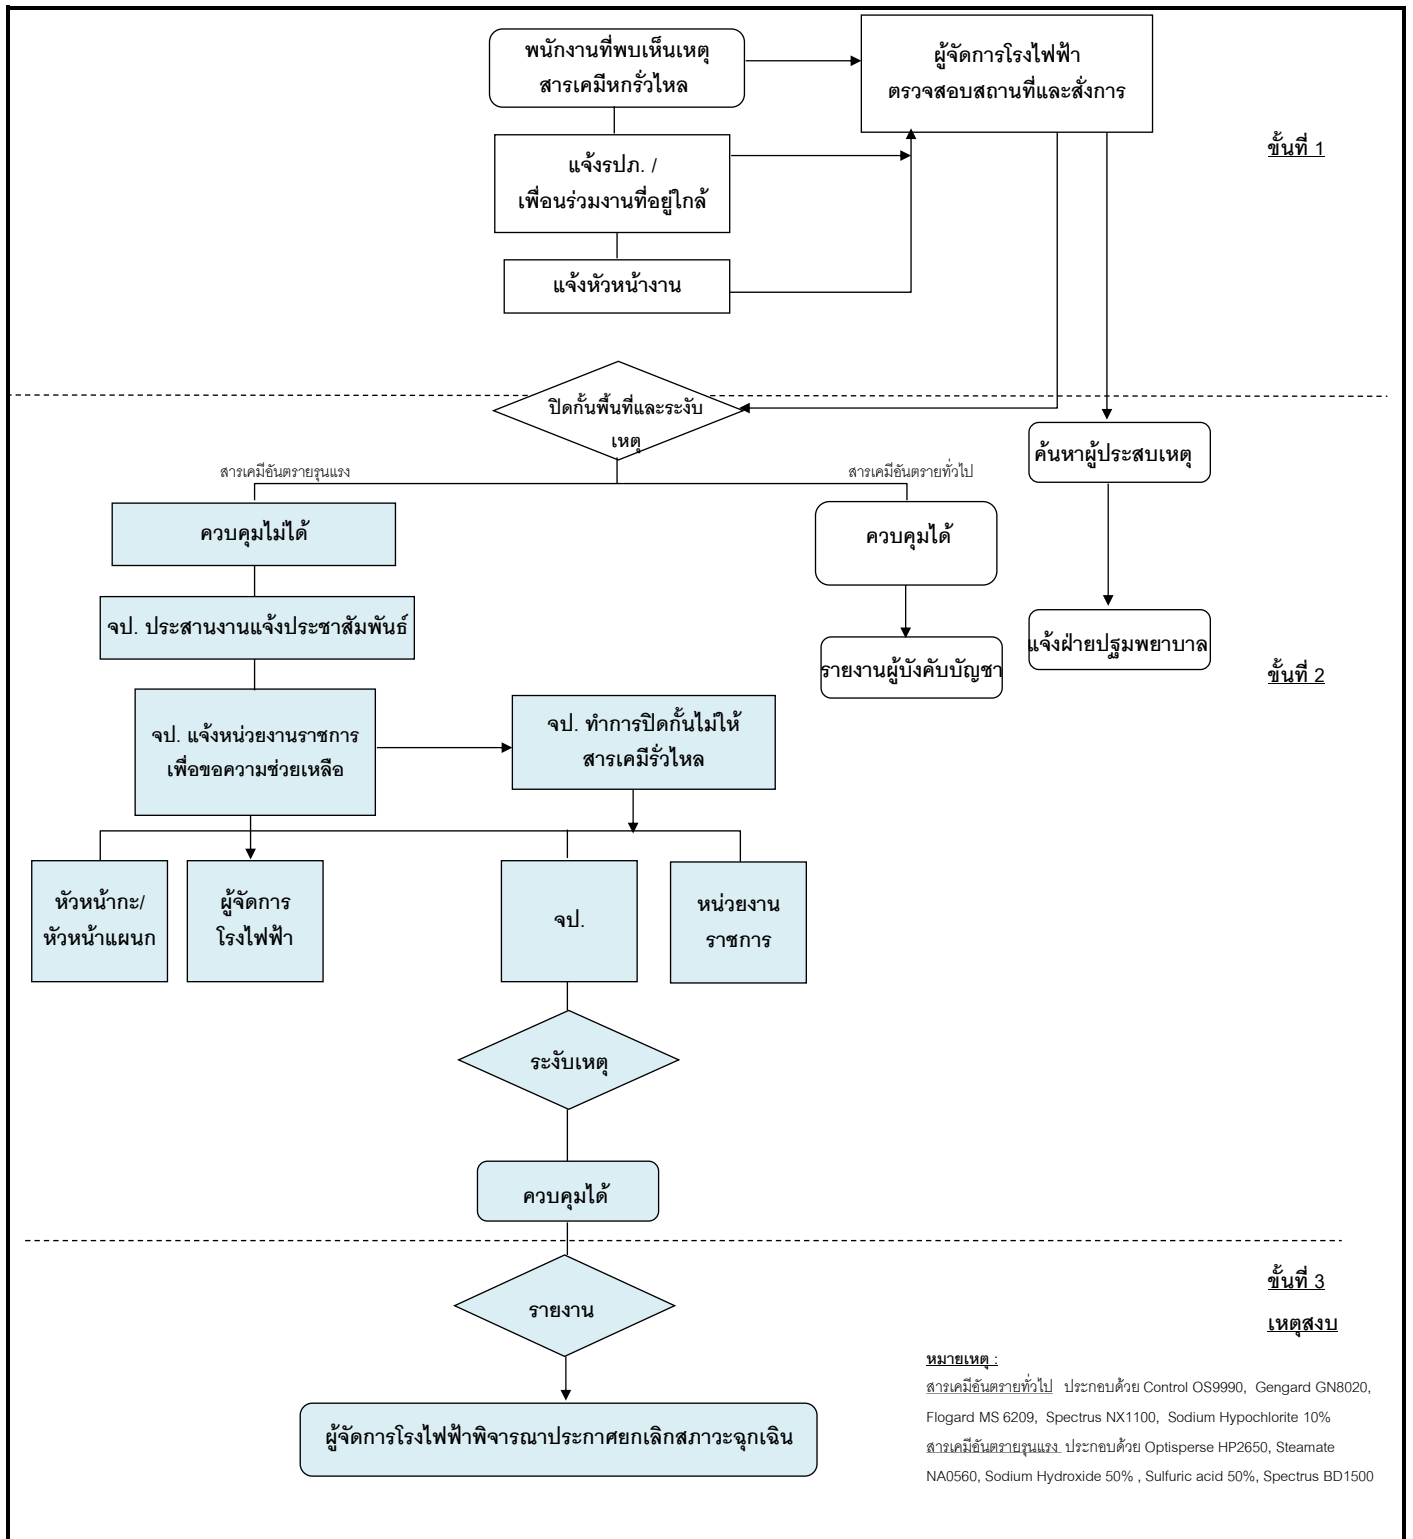 พนักงานที่พบเห็นเหตุ
สารเคมีหกรั่วไหล
ผู้จัดการโรงไฟฟ้า
ตรวจสอบสถานที่และสั่งการ
ขั้นที่ 1
แจ้งรปภ. /
เพื่อนร่วมงานที่อยู่ใกล้
แจ้งหัวหน้างาน
ปิดกั้นพื้นที่และระงับ
เหตุ
ค้นหาผู้ประสบเหตุ
สารเคมีอันตรายรุนแรง
สารเคมีอันตรายทั่วไป
ควบคุมไม่ได้
ควบคุมได้
จป. ประสานงานแจ้งประชาสัมพันธ์
รายงานผู้บังคับบัญชา
แจ้งฝ่ายปฐมพยาบาล
ขั้นที่ 2
จป. แจ้งหน่วยงานราชการ
เพื่อขอความช่วยเหลือ
จป. ทำการปิดกั้นไม่ให้
สารเคมีรั่วไหล
หัวหน้ากะ/
หัวหน้าแผนก
ผู้จัดการ
โรงไฟฟ้า
จป.
หน่วยงาน
ราชการ
ระงับเหตุ
ควบคุมได้
ขั้นที่ 3
เหตุสงบ
รายงาน
ผู้จัดการโรงไฟฟ้าพิจารณาประกาศยกเลิกสภาวะฉุกเฉิน
หมายเหตุ :
สารเคมีอันตรายทั่วไป ประกอบด้วย Control OS9990, Gengard GN8020,
Flogard MS 6209, Spectrus NX1100, Sodium Hypochlorite 10%
สารเคมีอันตรายรุนแรง ประกอบด้วย Optisperse HP2650, Steamate
NA0560, Sodium Hydroxide 50% , Sulfuric acid 50%, Spectrus BD1500